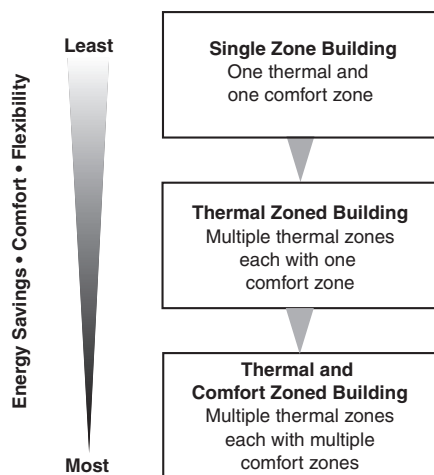 Energy Savings • Comfort • Flexibility
Least
Most
Single Zone Building
One thermal and
one comfort zone
Thermal Zoned Building
Multiple thermal zones
each with one
comfort zone
Thermal and
Comfort Zoned Building
Multiple thermal zones
each with multiple
comfort zones